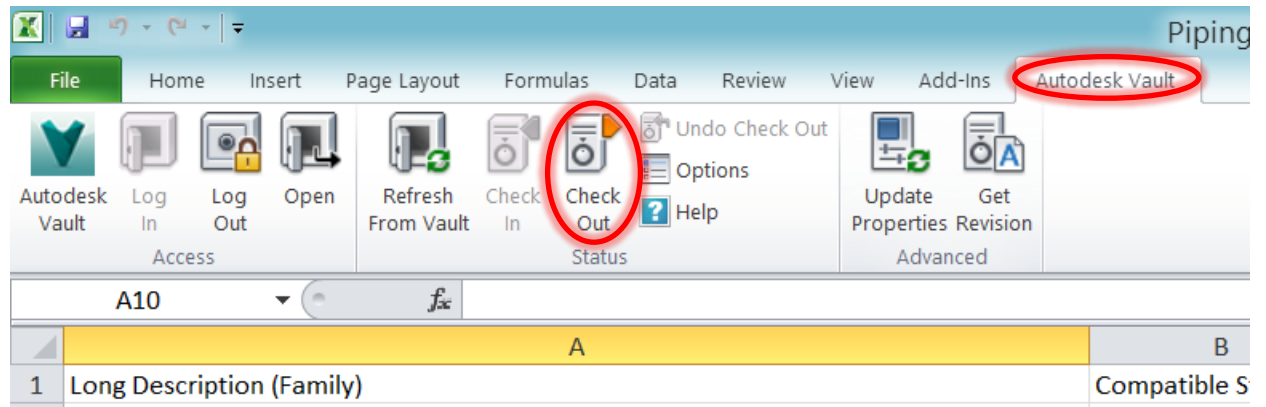 Piping
File Home Insert Page Layout Formulas Data Review View Add-Ins Autodesk Vault
Autodesk Vault
Log In
Log Out
Open
Refresh From Vault
Check In
Check Out
Undo Check Out
Options
Help
Update Properties
Get Revision
Access Status Advanced
A10 fx
A B
1 Long Description (Family) Compatible S